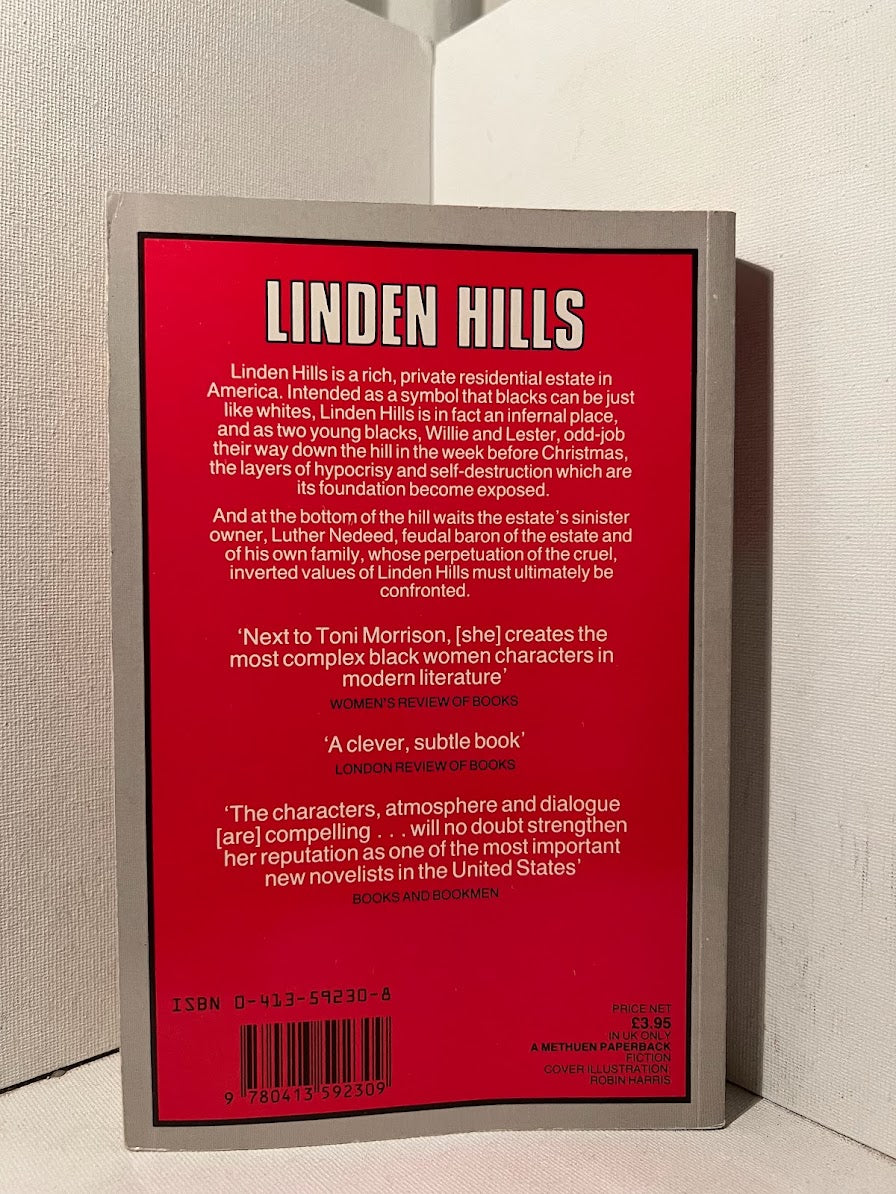 LINDEN HILLS
Linden Hills is a rich, private residential estate in
America. Intended as a symbol that blacks can be just
like whites, Linden Hills is in fact an infernal place,
and as two young blacks, Willie and Lester, odd-job
their way down the hill in the week before Christmas,
the layers of hypocrisy and self-destruction which are
its foundation become exposed.
And at the bottom of the hill waits the estate's sinister
owner, Luther Nedeed, feudal baron of the estate and
of his own family, whose perpetuation of the cruel,
inverted values of Linden Hills must ultimately be
confronted.
'Next to Toni Morrison, [she] creates the
most complex black women characters in
modern literature'
WOMEN'S REVIEW OF BOOKS
'A clever, subtle book'
LONDON REVIEW OF BOOKS
'The characters, atmosphere and dialogue
[are] compelling . . . will no doubt strengthen
her reputation as one of the most important
new novelists in the United States'
BOOKS AND BOOKMEN
ISBN 0-413-59230-8
9 780413 592309
PRICE NET
£3.95
IN UK ONLY
A METHUEN PAPERBACK
FICTION
COVER ILLUSTRATION:
ROBIN HARRIS